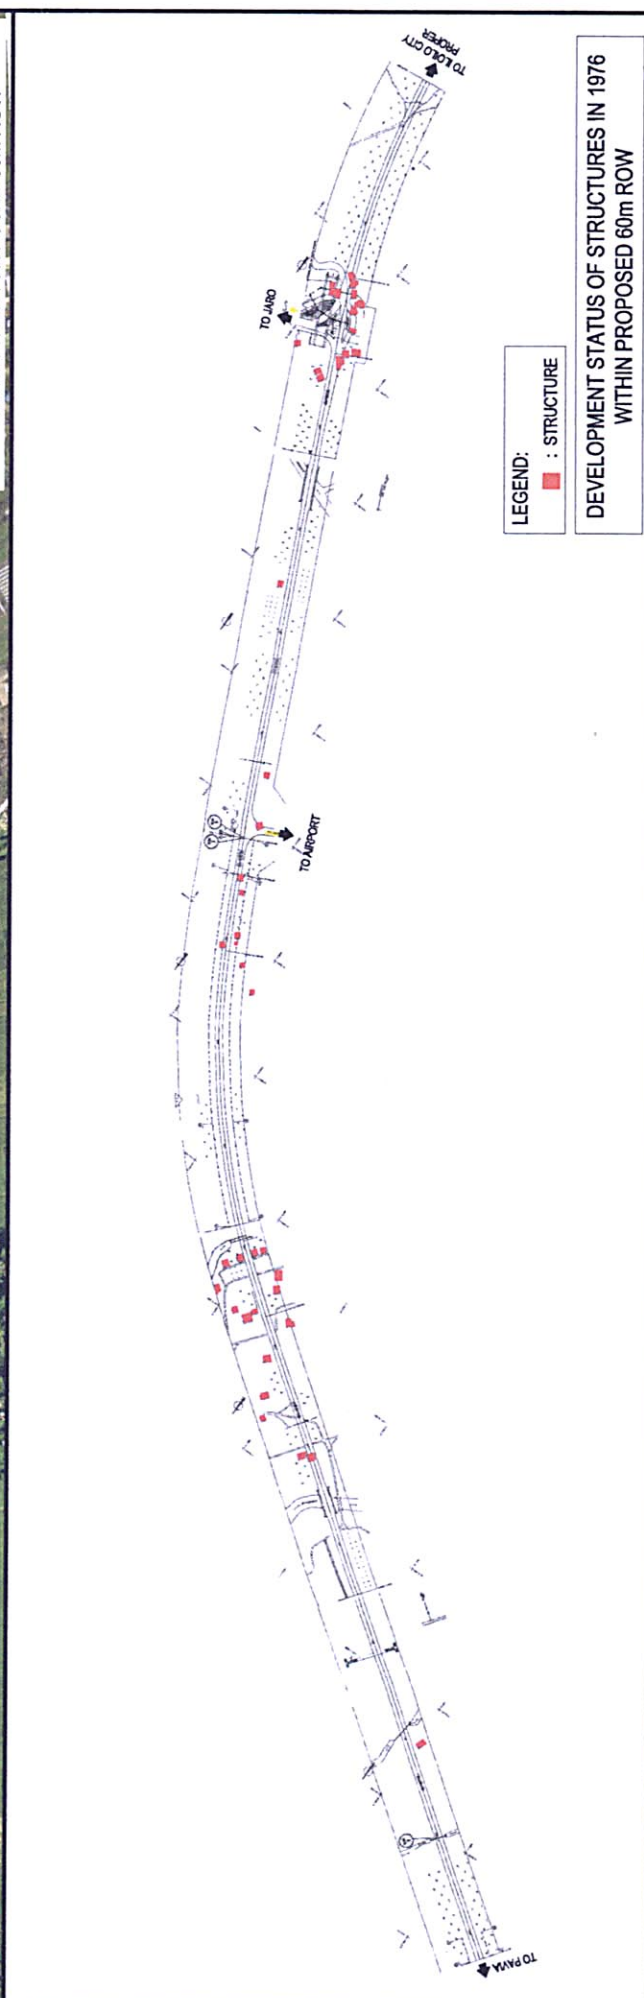 TO ILOILO CITY
PROPER
TO JARO
TO AIRPORT
TO PAVIA
LEGEND:
: STRUCTURE
DEVELOPMENT STATUS OF STRUCTURES IN 1976
WITHIN PROPOSED 60m ROW